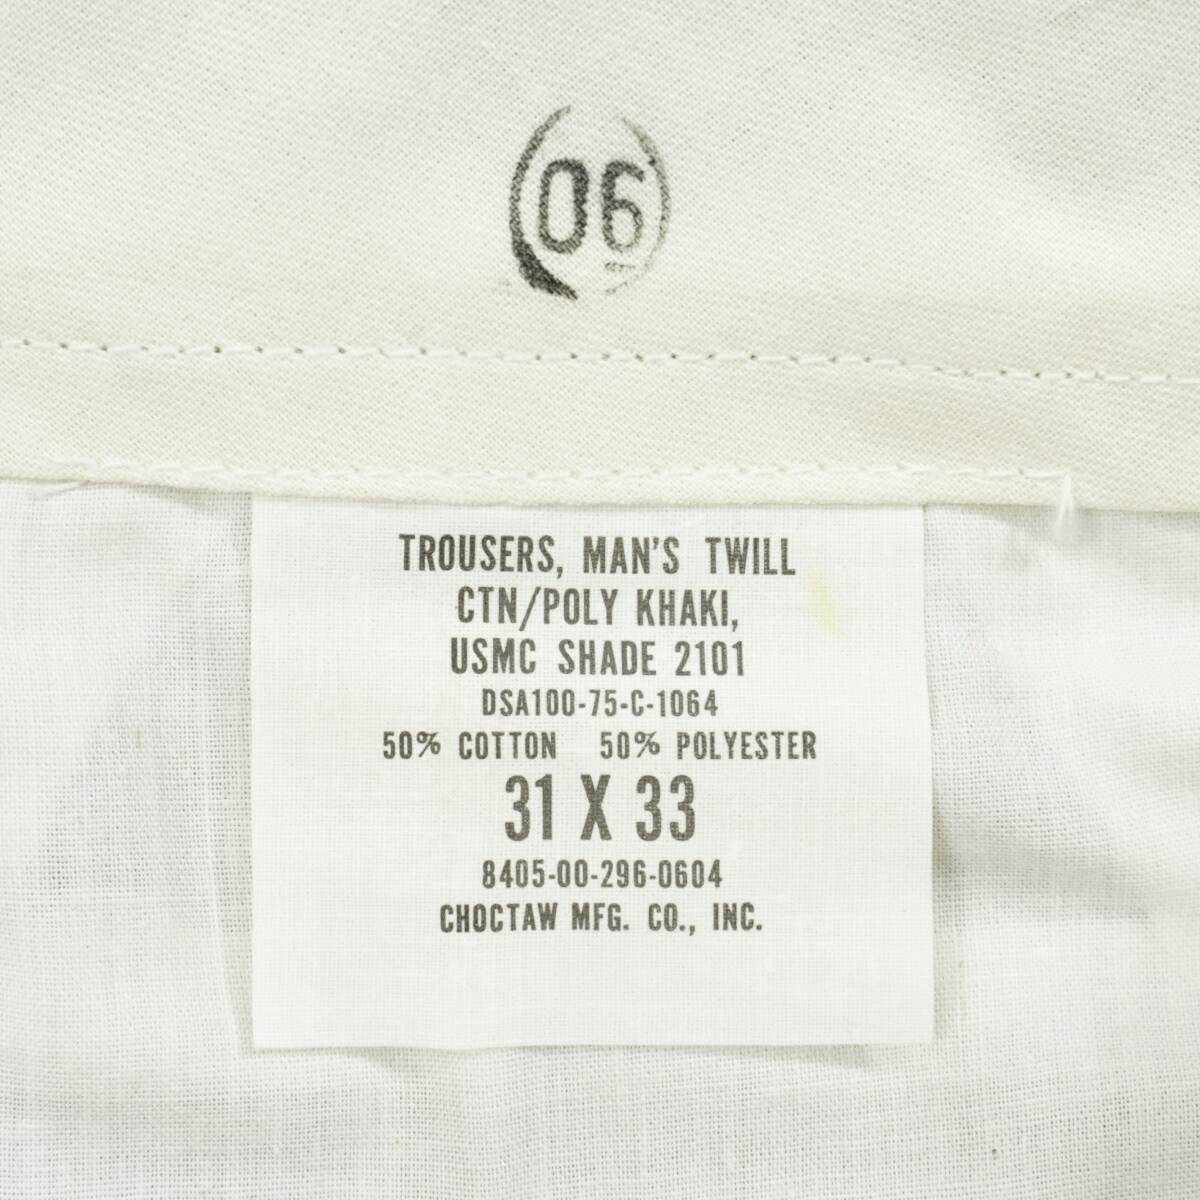 06
TROUSERS, MAN'S TWILL
CTN/POLY KHAKI,
USMC SHADE 2101
DSA100-75-C-1064
50% COTTON 50% POLYESTER
31 X 33
8405-00-296-0604
CHOCTAW MFG. CO., INC.